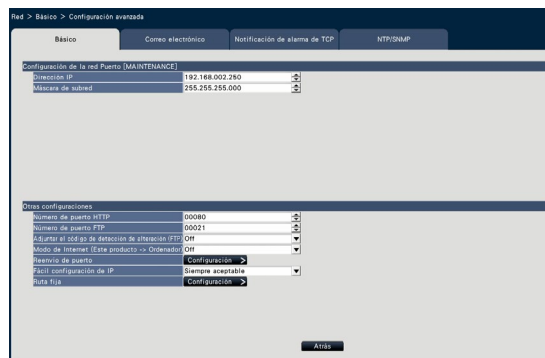 Red > Básico > Configuración avanzada
Básico Correo electrónico Notificación de alarma de TCP NTP/SNMP
Configuración de la red Puerto [MAINTENANCE]
Dirección IP 192.168.002.250
Máscara de subred 255.255.255.000
Otras configuraciones
Número de puerto HTTP 00080
Número de puerto FTP 00021
Adjuntar el código de detección de alteración (FTP) Off
Modo de Internet (Este producto -> Ordenador) Off
Reenvío de puerto Configuración >
Fácil configuración de IP Siempre aceptable
Ruta fija Configuración >
Atrás